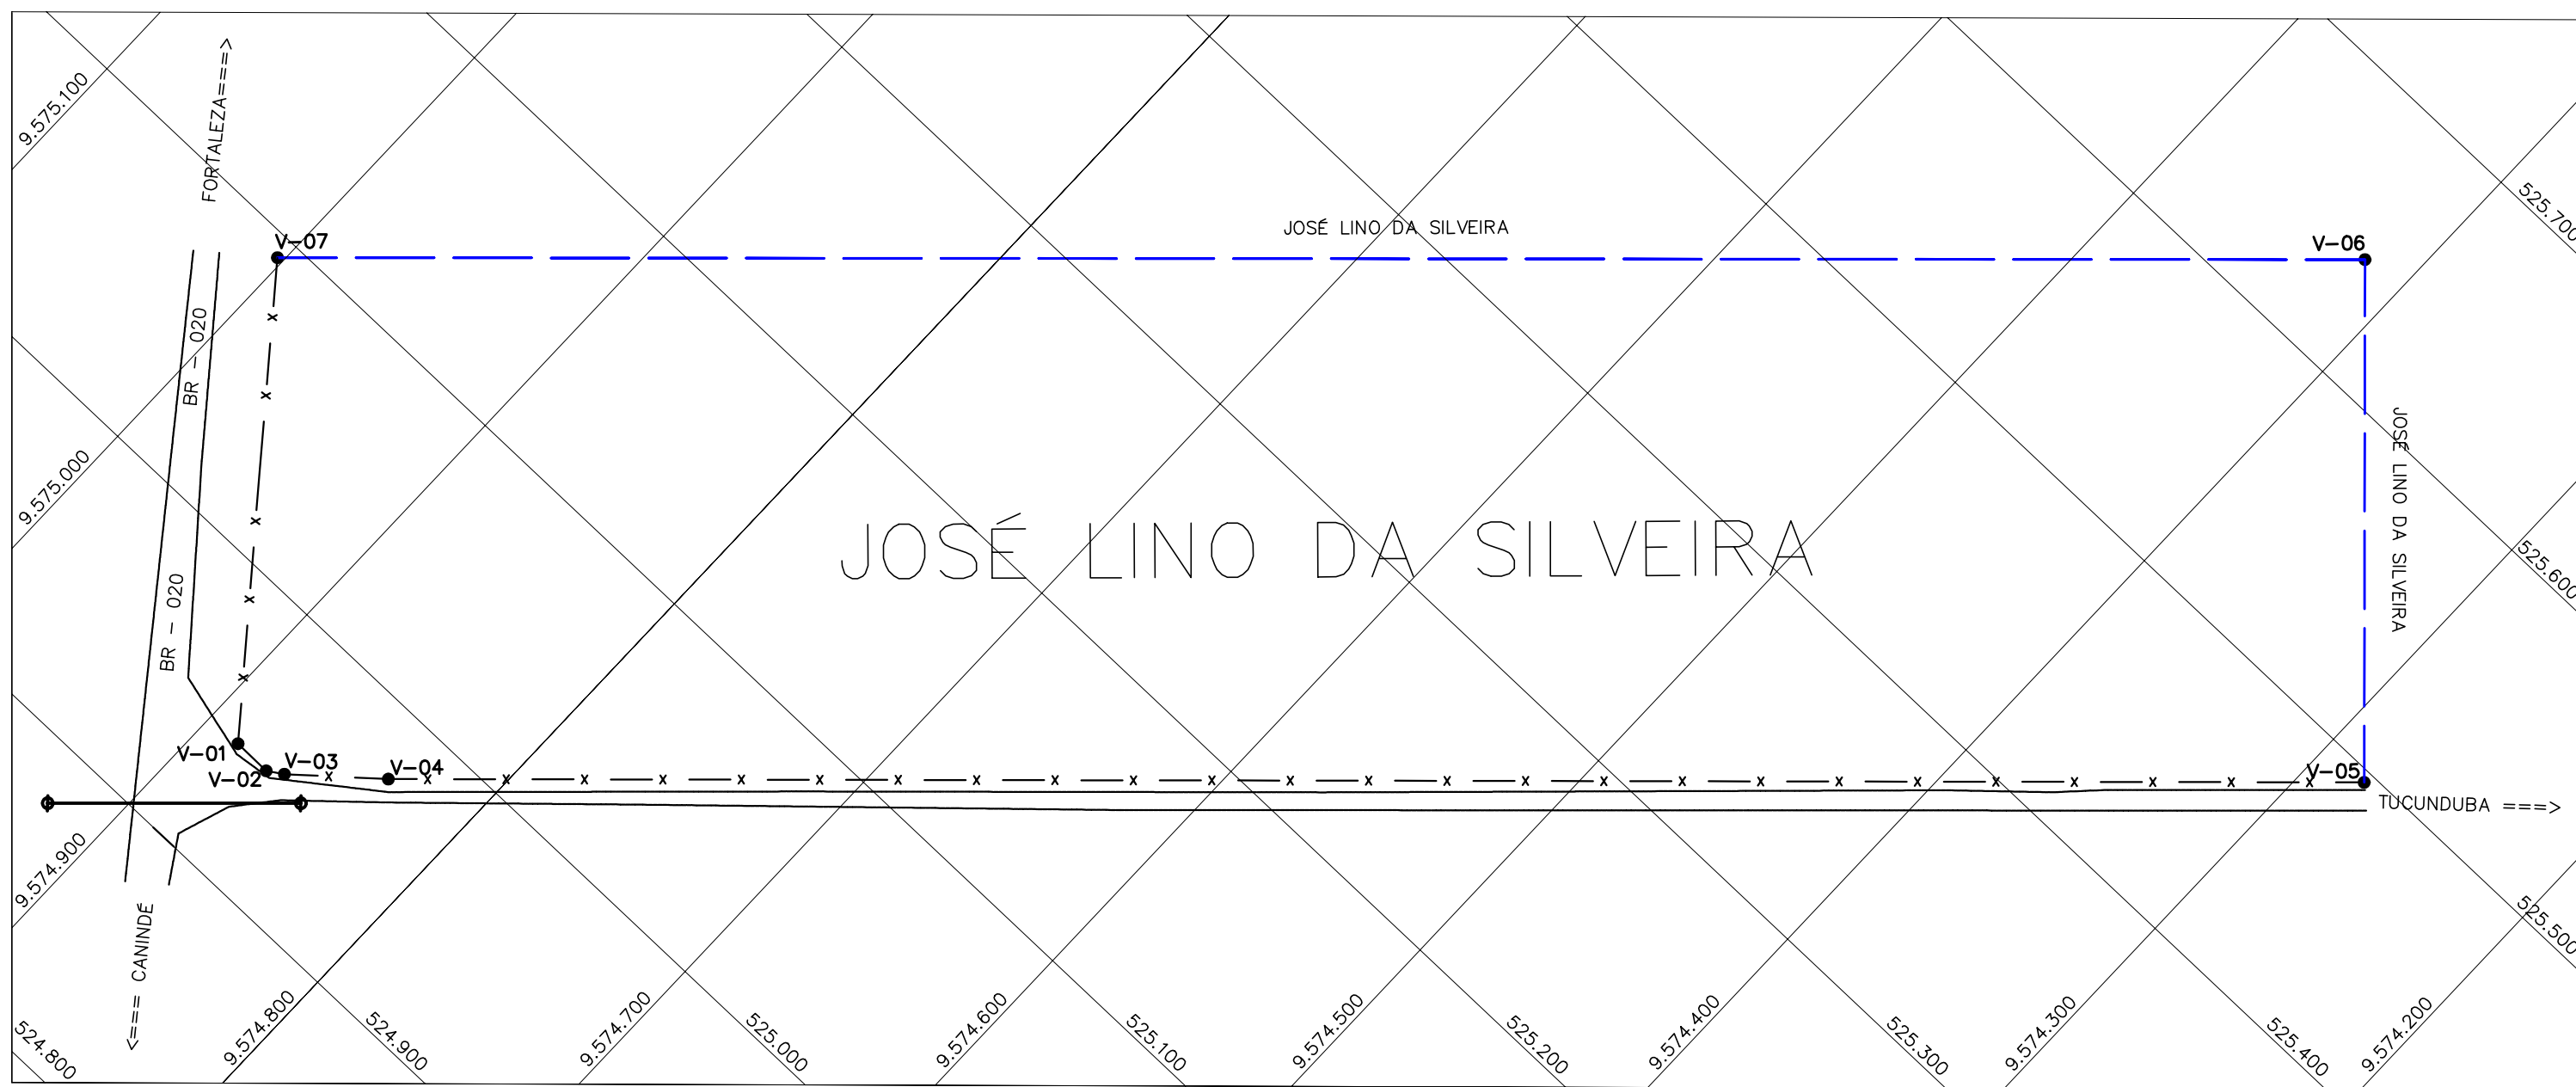 9.575.100
FORTALEZA===>
525.700
JOSÉ LINO DA SILVEIRA
V-07
V-06
BR - 020
9.575.000
JOSÉ LINO DA SILVEIRA
JOSÉ LINO DA SILVEIRA
525.600
BR - 020
V-01
V-02
V-03
V-04
V-05
TUCUNDUBA ===>
9.574.900
<=== CANINDÉ
525.500
524.800
9.574.800
524.900
9.574.700
525.000
9.574.600
525.100
9.574.500
525.200
9.574.400
525.300
9.574.300
525.400
9.574.200